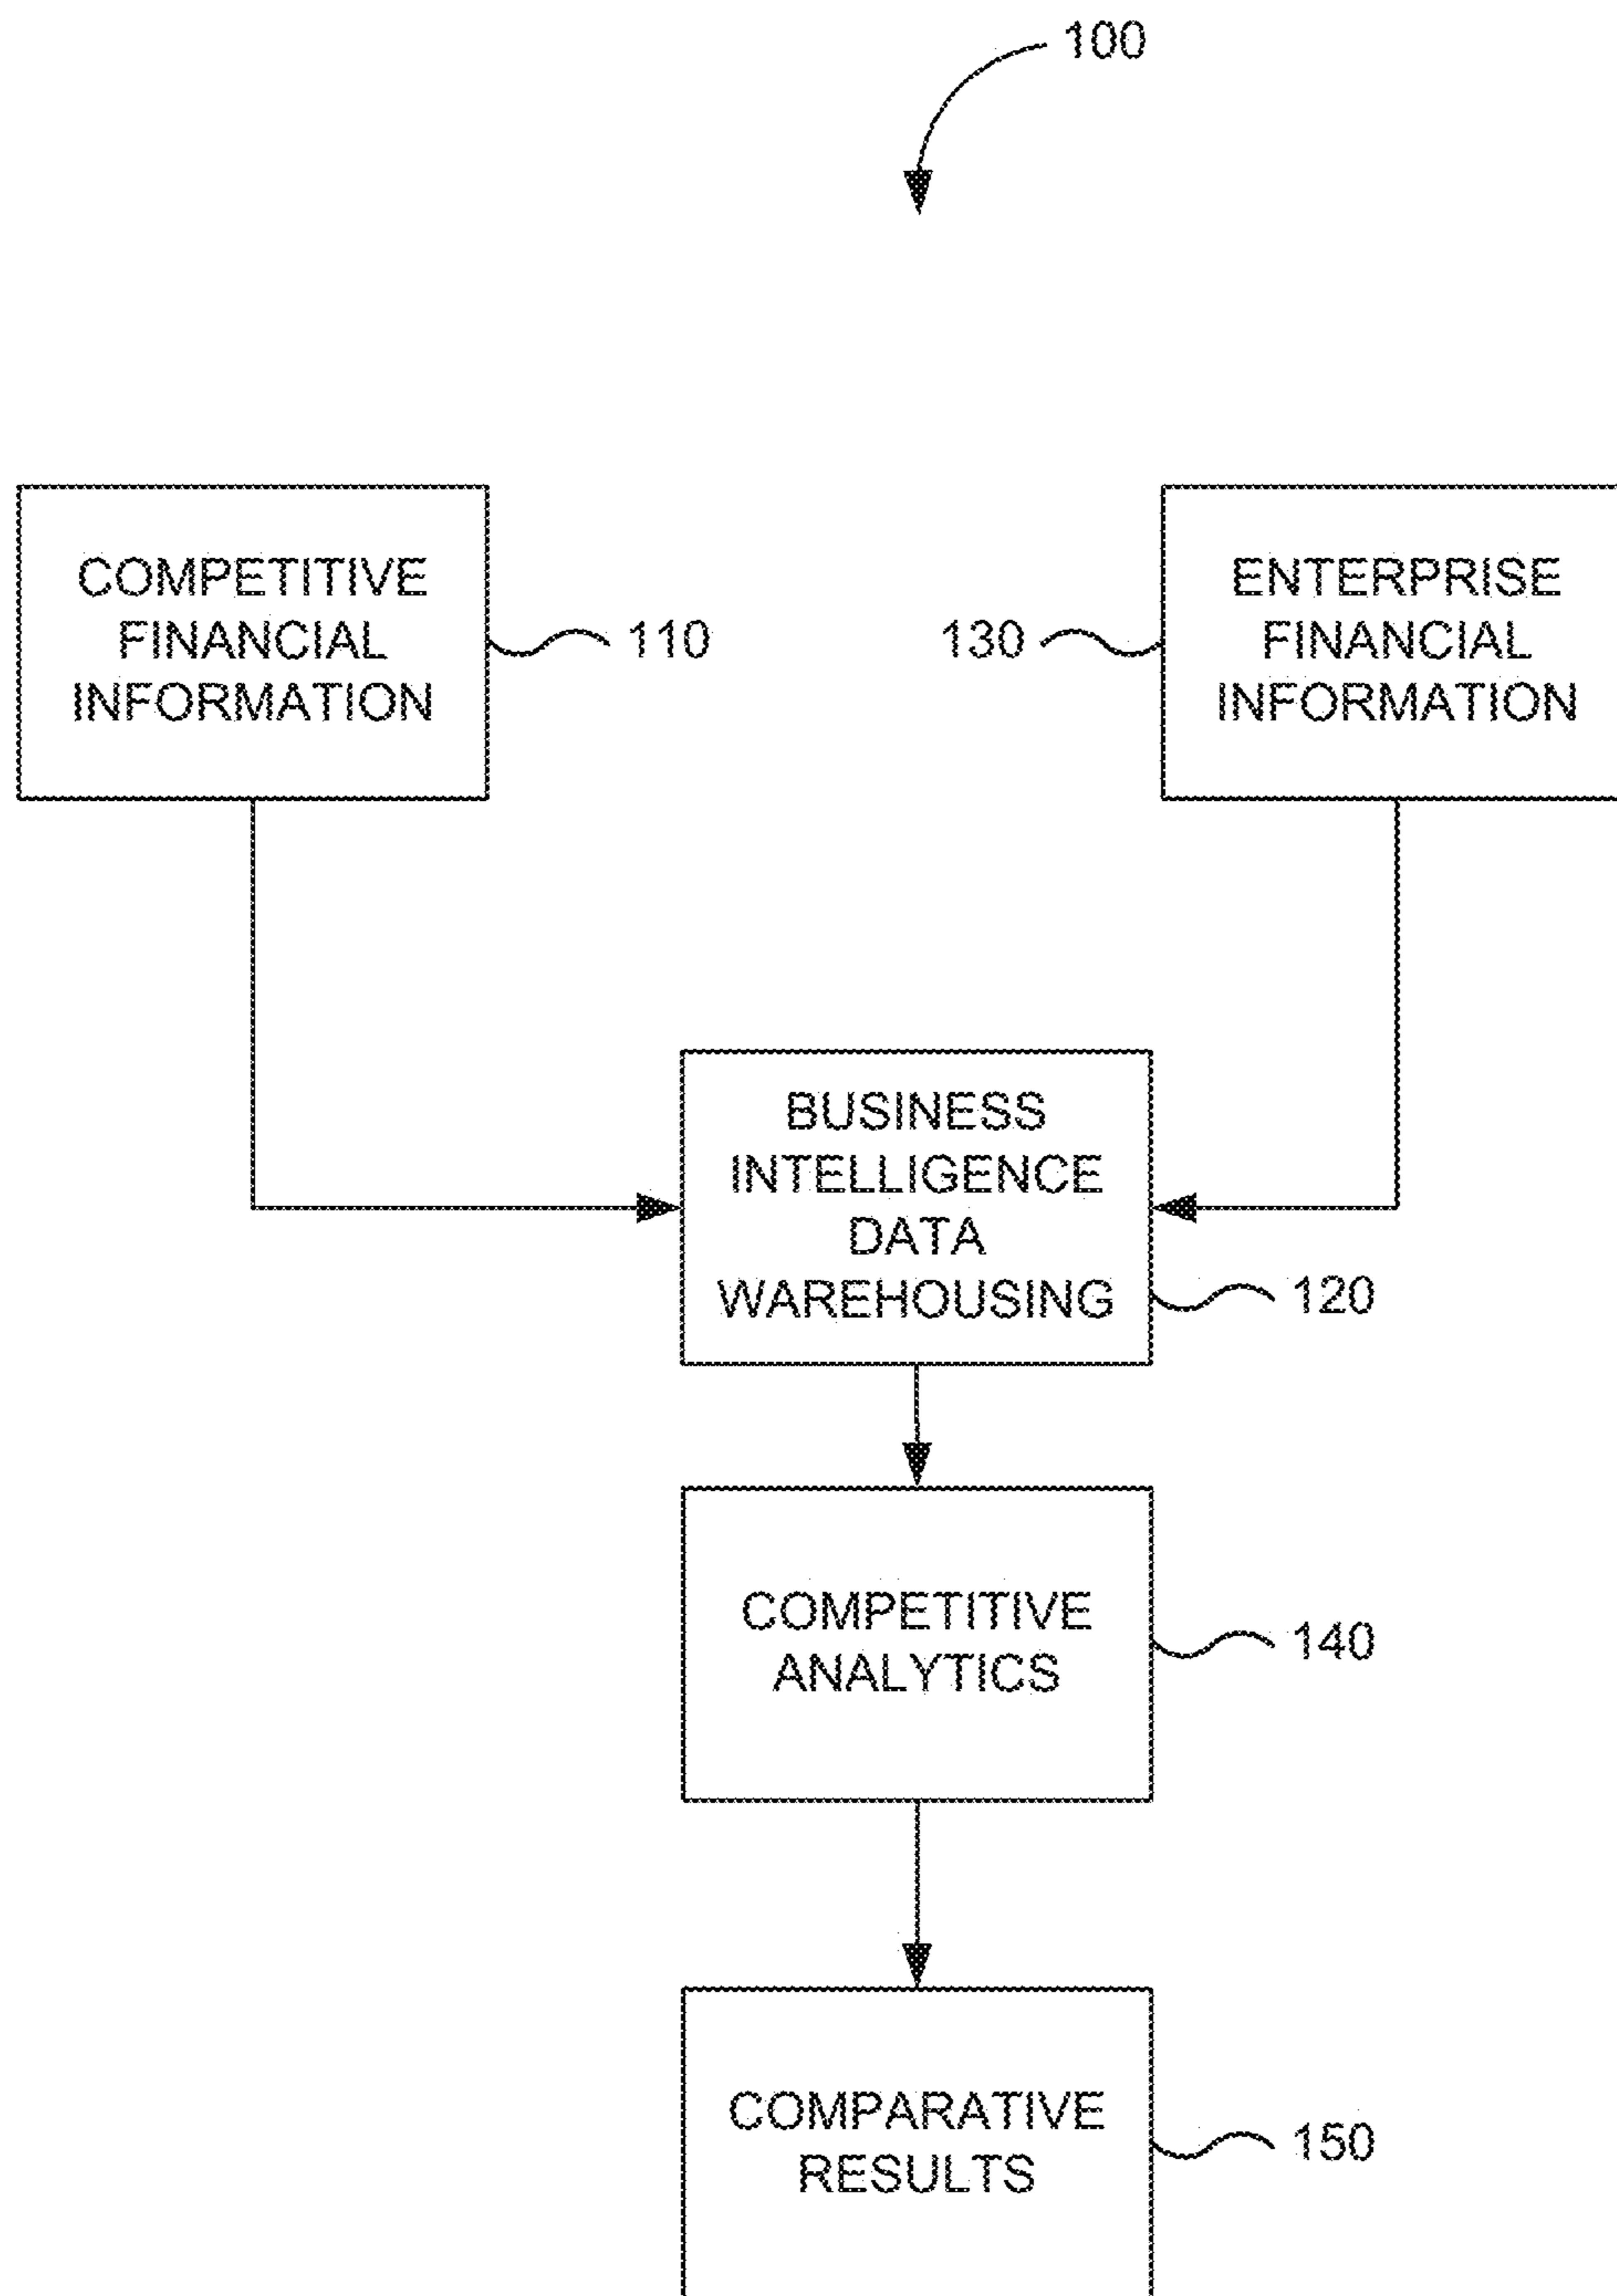 100
COMPETITIVE
FINANCIAL
INFORMATION
110
130
ENTERPRISE
FINANCIAL
INFORMATION
BUSINESS
INTELLIGENCE
DATA
WAREHOUSING
120
COMPETITIVE
ANALYTICS
140
COMPARATIVE
RESULTS
150